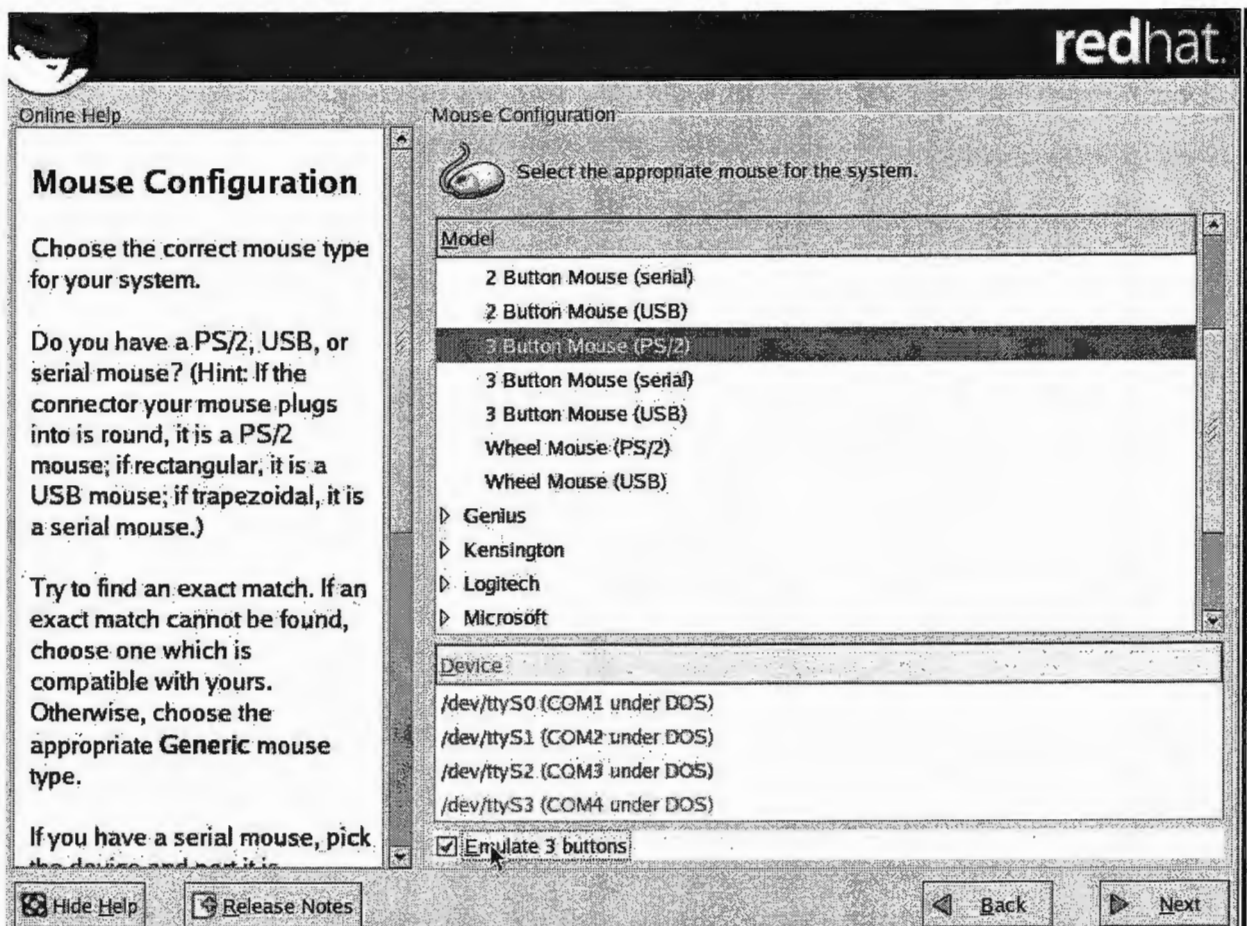 redhat.
Online Help
Mouse Configuration
Choose the correct mouse type
for your system.
Do you have a PS/2, USB, or
serial mouse? (Hint: If the
connector your mouse plugs
into is round, it is a PS/2
mouse; if rectangular, it is a
USB mouse; if trapezoidal, it is
a serial mouse.)
Try to find an exact match. If an
exact match cannot be found,
choose one which is
compatible with yours.
Otherwise, choose the
appropriate Generic mouse
type.
If you have a serial mouse, pick
the device and port it is
Mouse Configuration
Select the appropriate mouse for the system.
Model
2 Button Mouse (serial)
2 Button Mouse (USB)
3 Button Mouse (PS/2)
3 Button Mouse (serial)
3 Button Mouse (USB)
Wheel Mouse (PS/2)
Wheel Mouse (USB)
Genius
Kensington
Logitech
Microsoft
Device
/dev/ttyS0 (COM1 under DOS)
/dev/ttyS1 (COM2 under DOS)
/dev/ttyS2 (COM3 under DOS)
/dev/ttyS3 (COM4 under DOS)
Emulate 3 buttons
Hide Help
Release Notes
Back
Next